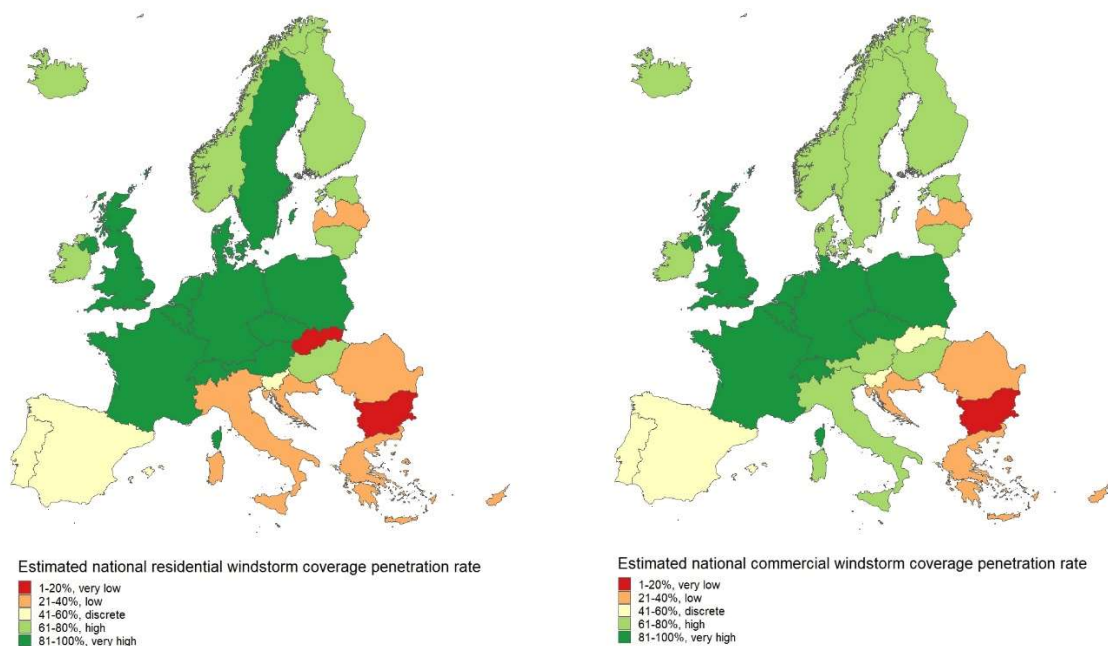 Estimated national residential windstorm coverage penetration rate
1-20%, very low
21-40%, low
41-60%, discrete
61-80%, high
81-100%, very high
Estimated national commercial windstorm coverage penetration rate
1-20%, very low
21-40%, low
41-60%, discrete
61-80%, high
81-100%, very high